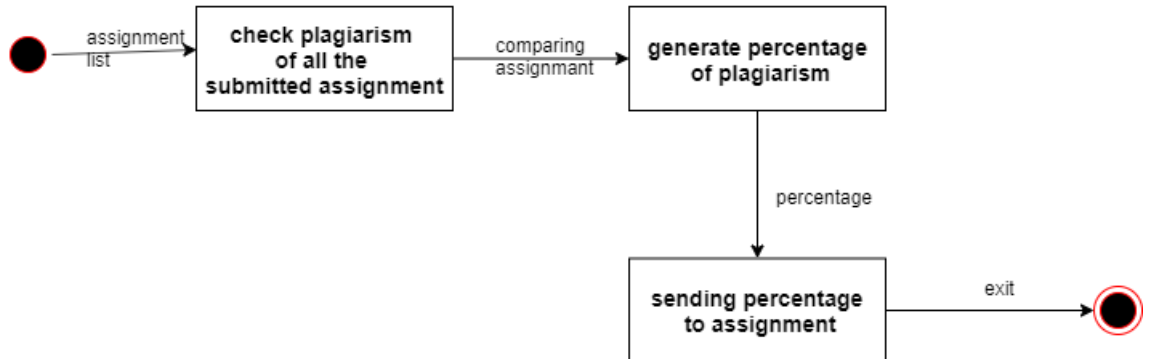 assignment
list
check plagiarism
of all the
submitted assignment
comparing
assignmant
generate percentage
of plagiarism
percentage
sending percentage
to assignment
exit